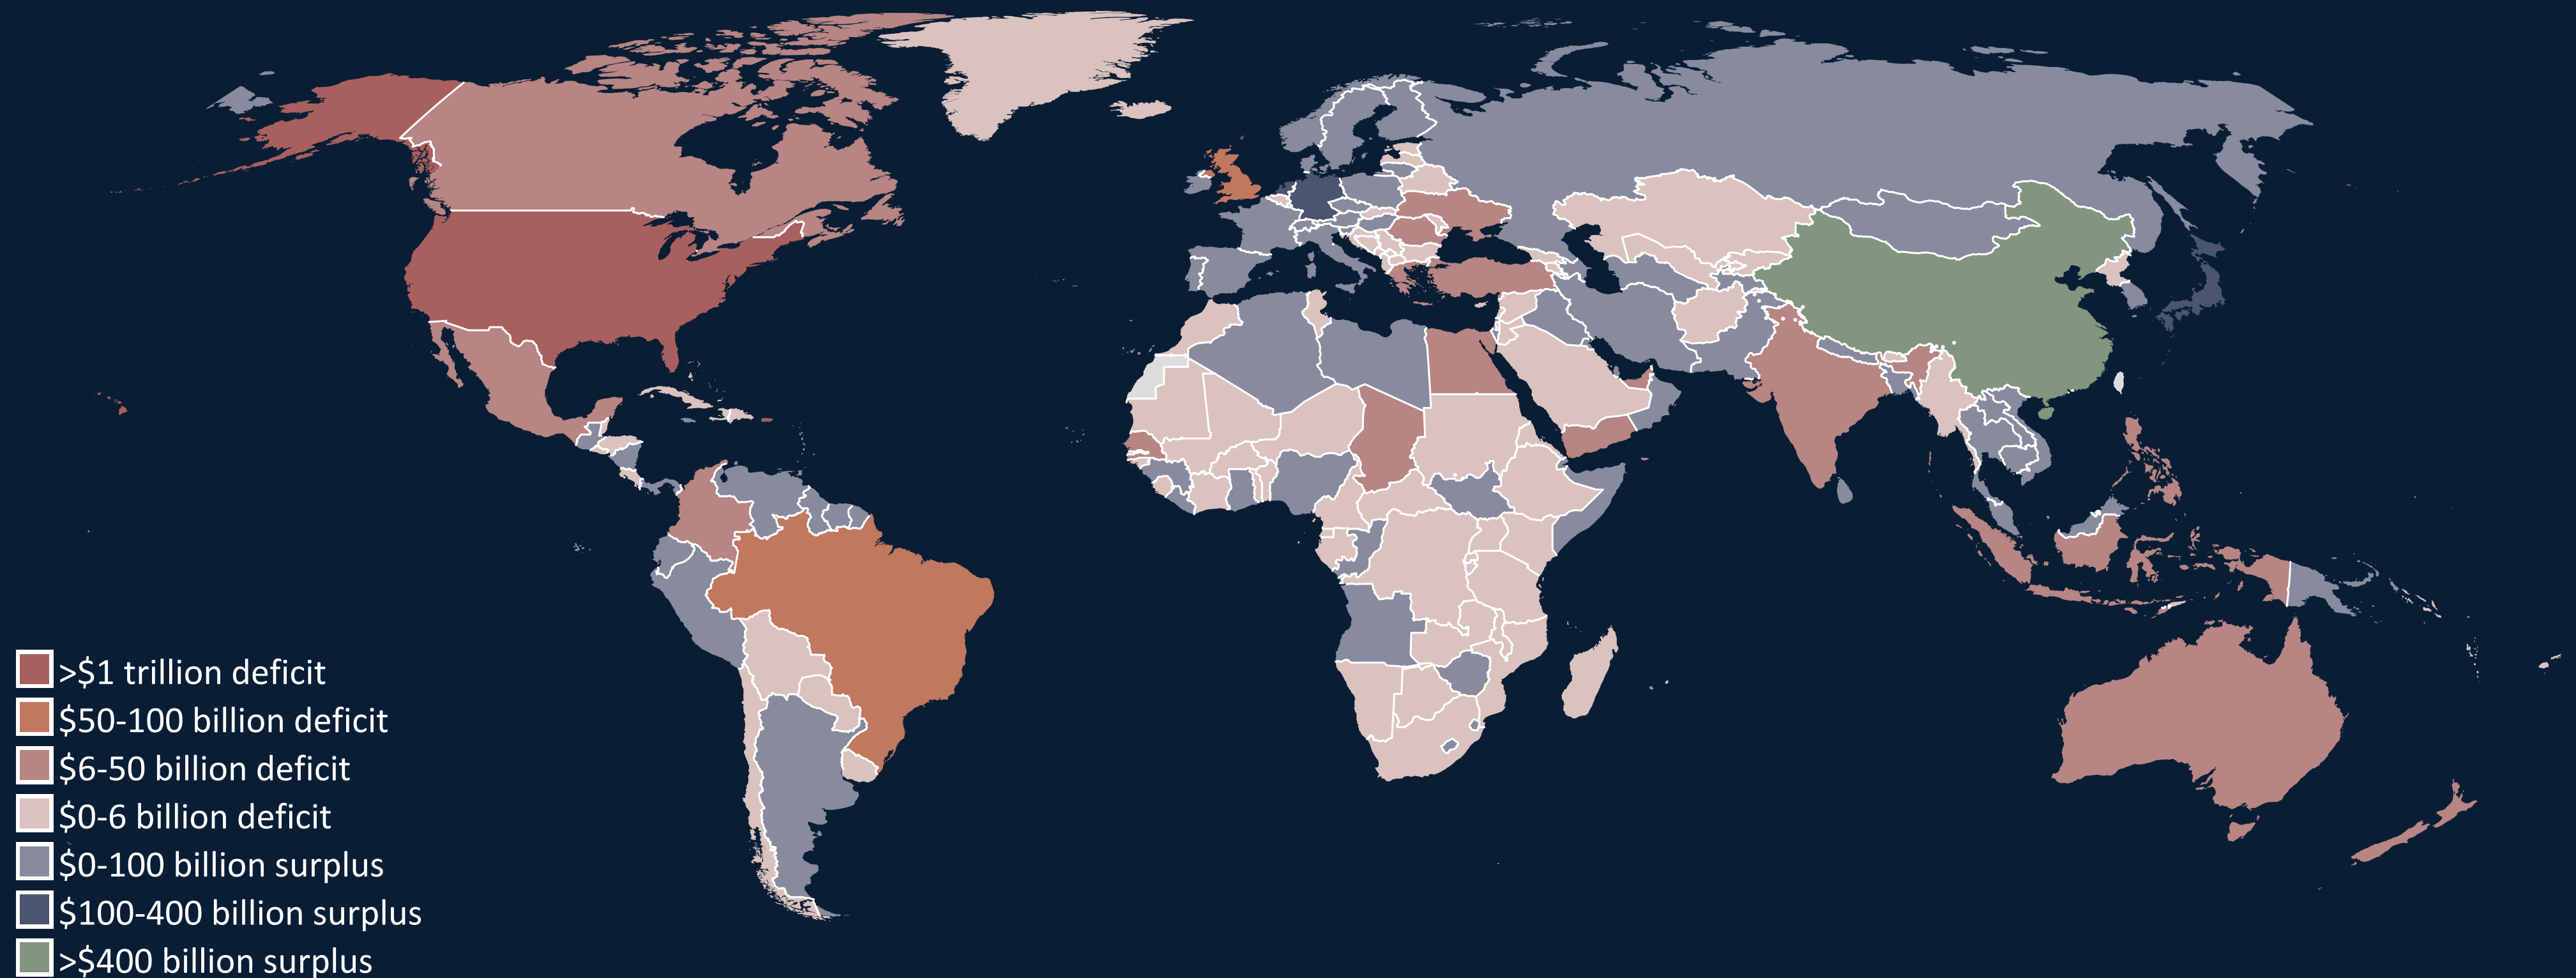 >$1 trillion deficit
$50-100 billion deficit
$6-50 billion deficit
$0-6 billion deficit
$0-100 billion surplus
$100-400 billion surplus
>$400 billion surplus